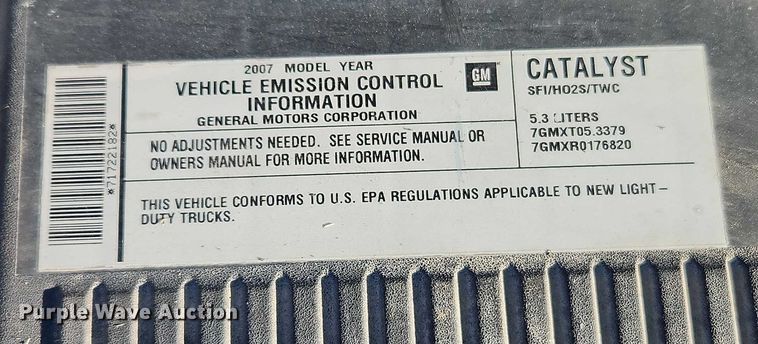 *71722182*
2007 MODEL YEAR
VEHICLE EMISSION CONTROL
INFORMATION
GENERAL MOTORS CORPORATION
GM
CATALYST
SFI/HO2S/TWC
5.3 LITERS
7GMXT05.3379
7GMXR0176820
NO ADJUSTMENTS NEEDED. SEE SERVICE MANUAL OR
OWNERS MANUAL FOR MORE INFORMATION.
THIS VEHICLE CONFORMS TO U.S. EPA REGULATIONS APPLICABLE TO NEW LIGHT-
DUTY TRUCKS.
Purple Wave Auction